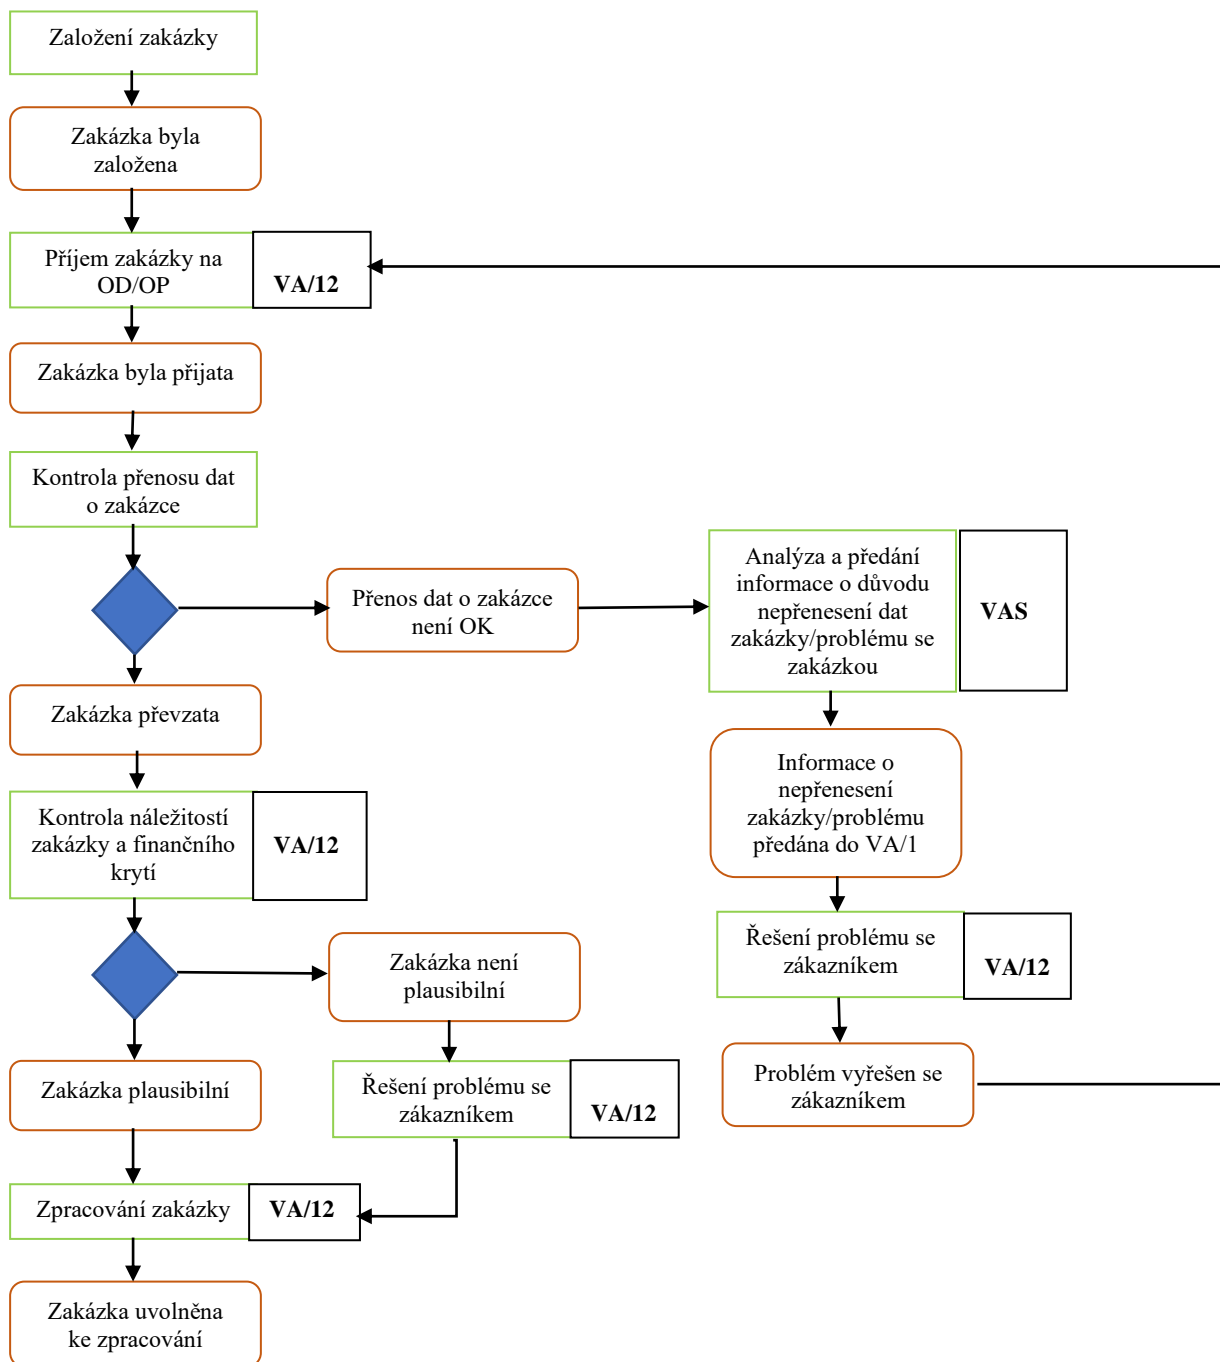 Založení zakázky
Zakázka byla
založena
Příjem zakázky na
OD/OP
VA/12
Zakázka byla přijata
Kontrola přenosu dat
o zakázce
Přenos dat o zakázce
není OK
Analýza a předání
informace o důvodu
nepřenesení dat
zakázky/problému se
zakázkou
VAS
Zakázka převzata
Informace o
nepřenesení
zakázky/problému
předána do VA/1
Kontrola náležitostí
zakázky a finančního
krytí
VA/12
Řešení problému se
zákazníkem
VA/12
Zakázka není
plausibilní
Zakázka plausibilní
Řešení problému se
zákazníkem
VA/12
Problém vyřešen se
zákazníkem
Zpracování zakázky
VA/12
Zakázka uvolněna
ke zpracování